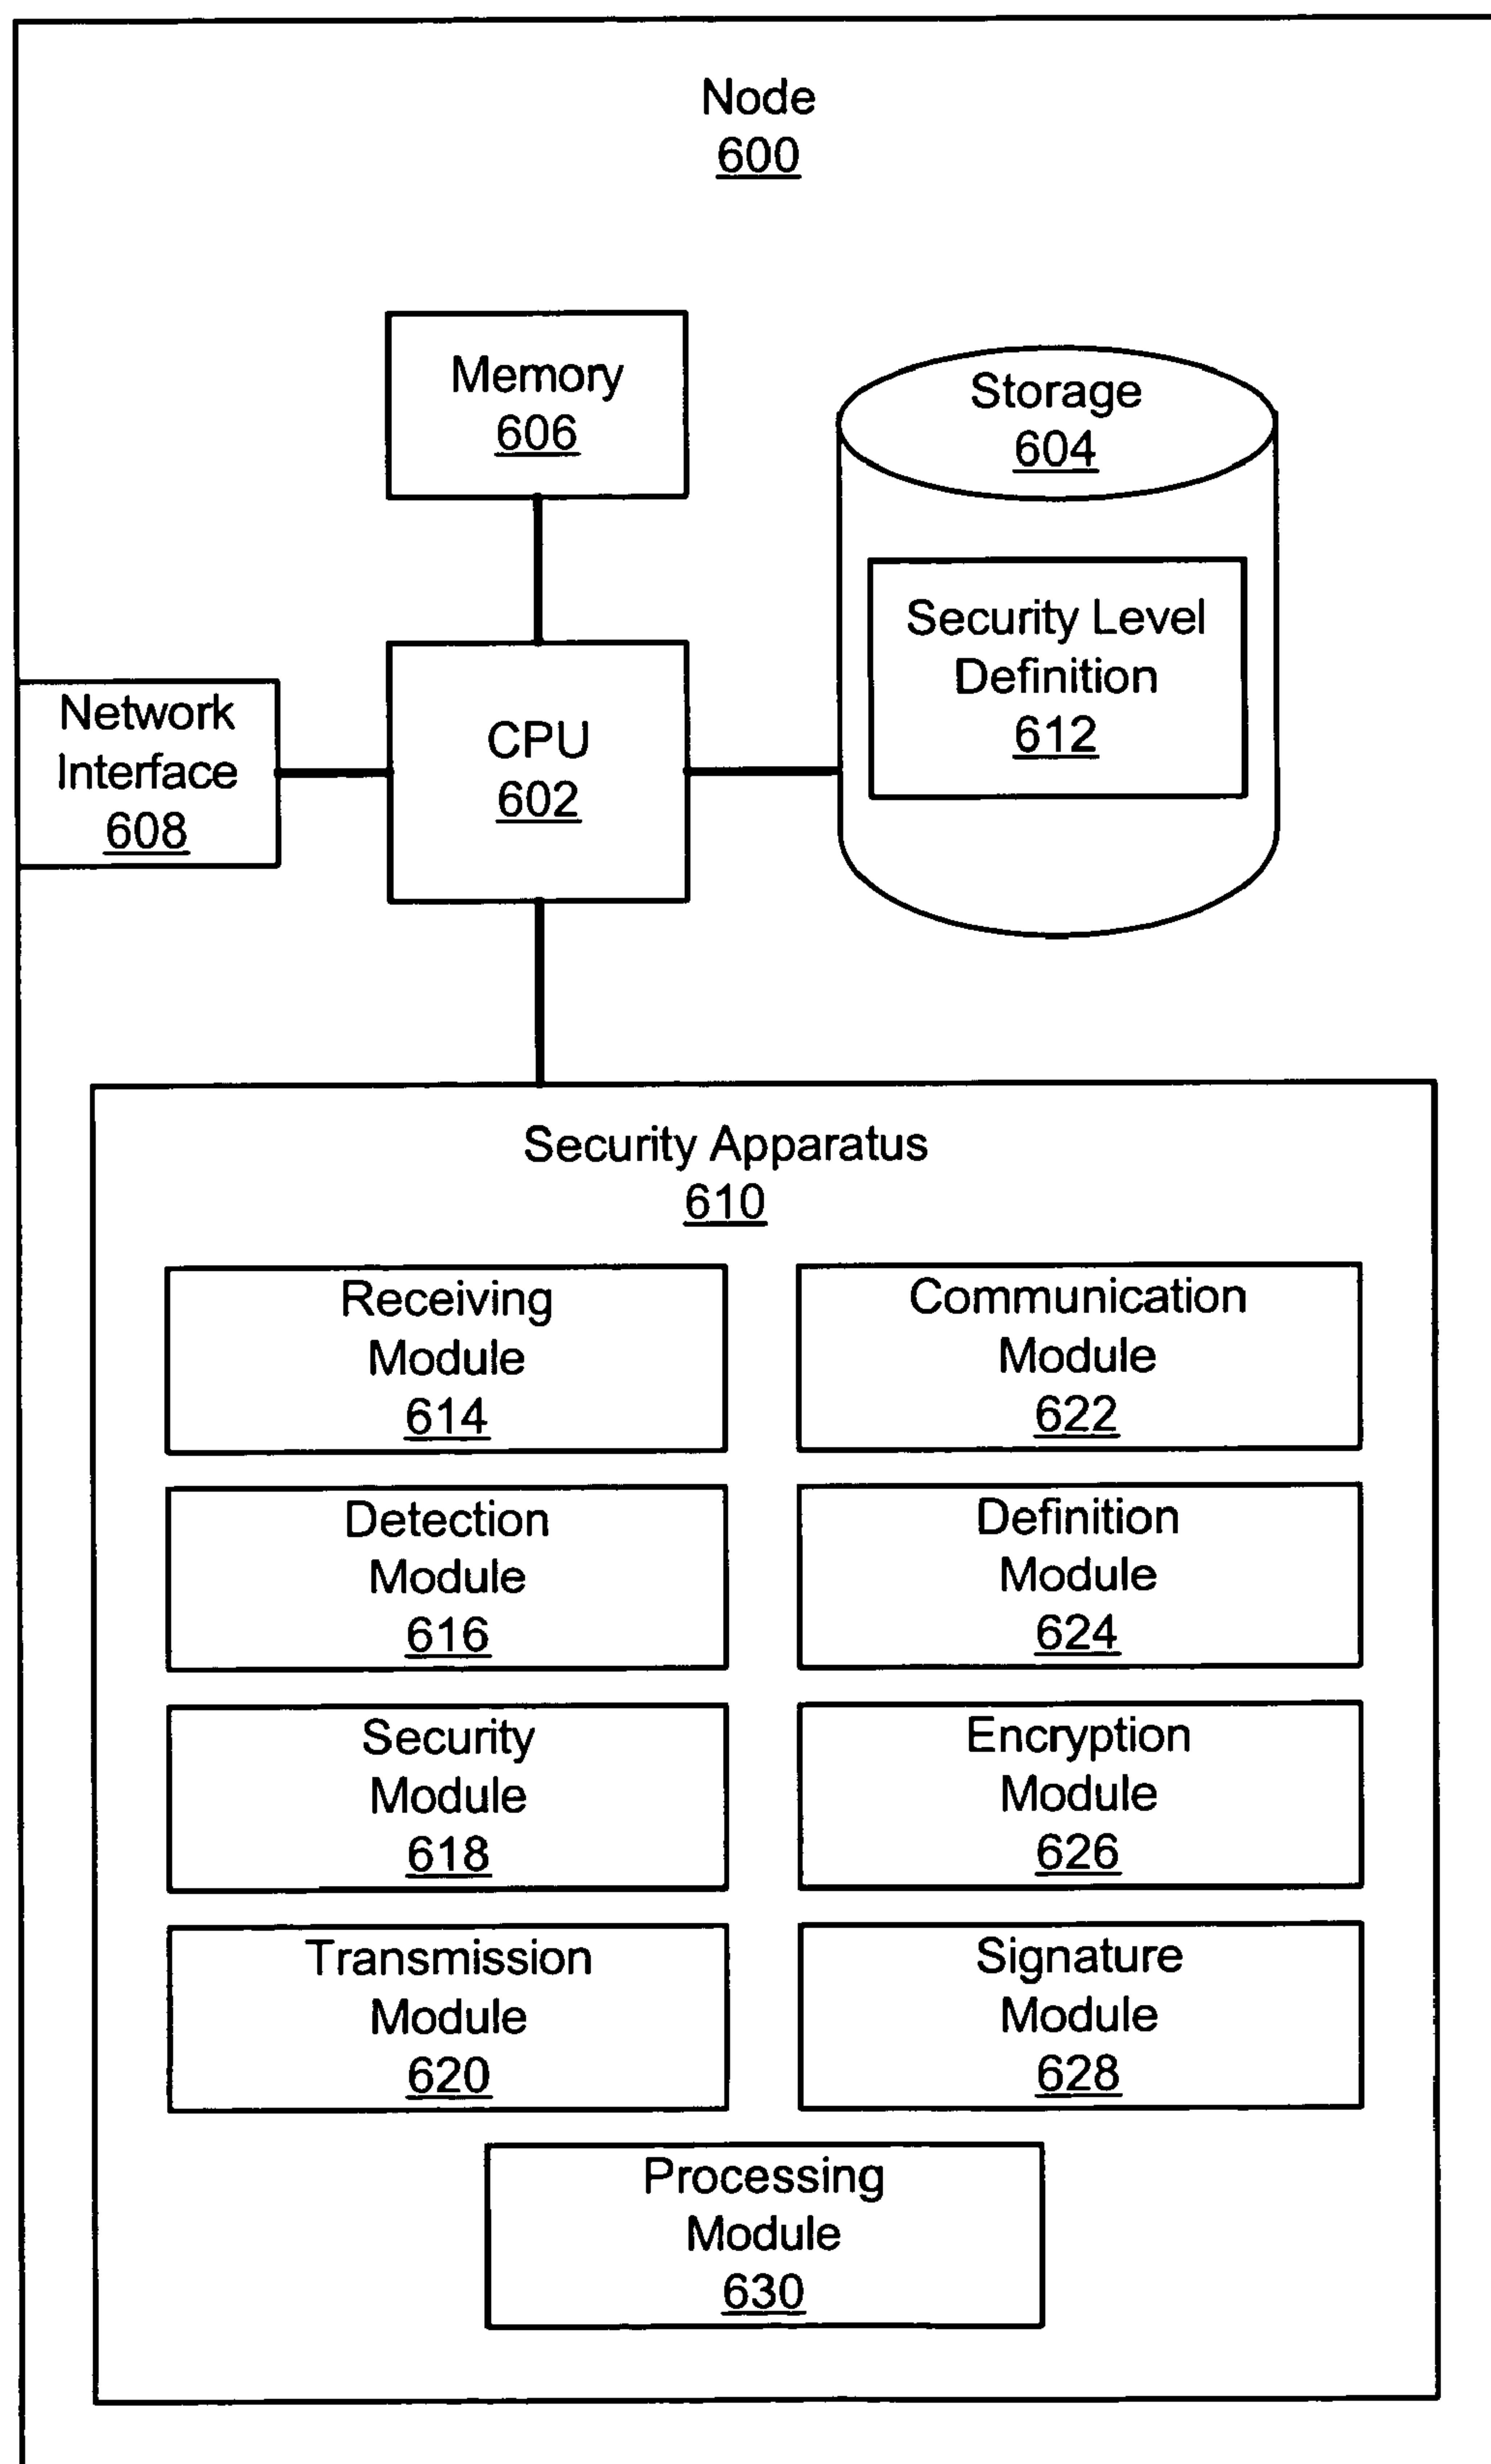 Node
600
Memory
606
Storage
604
Security Level
Definition
612
Network
Interface
608
CPU
602
Security Apparatus
610
Receiving
Module
614
Communication
Module
622
Detection
Module
616
Definition
Module
624
Security
Module
618
Encryption
Module
626
Transmission
Module
620
Signature
Module
628
Processing
Module
630